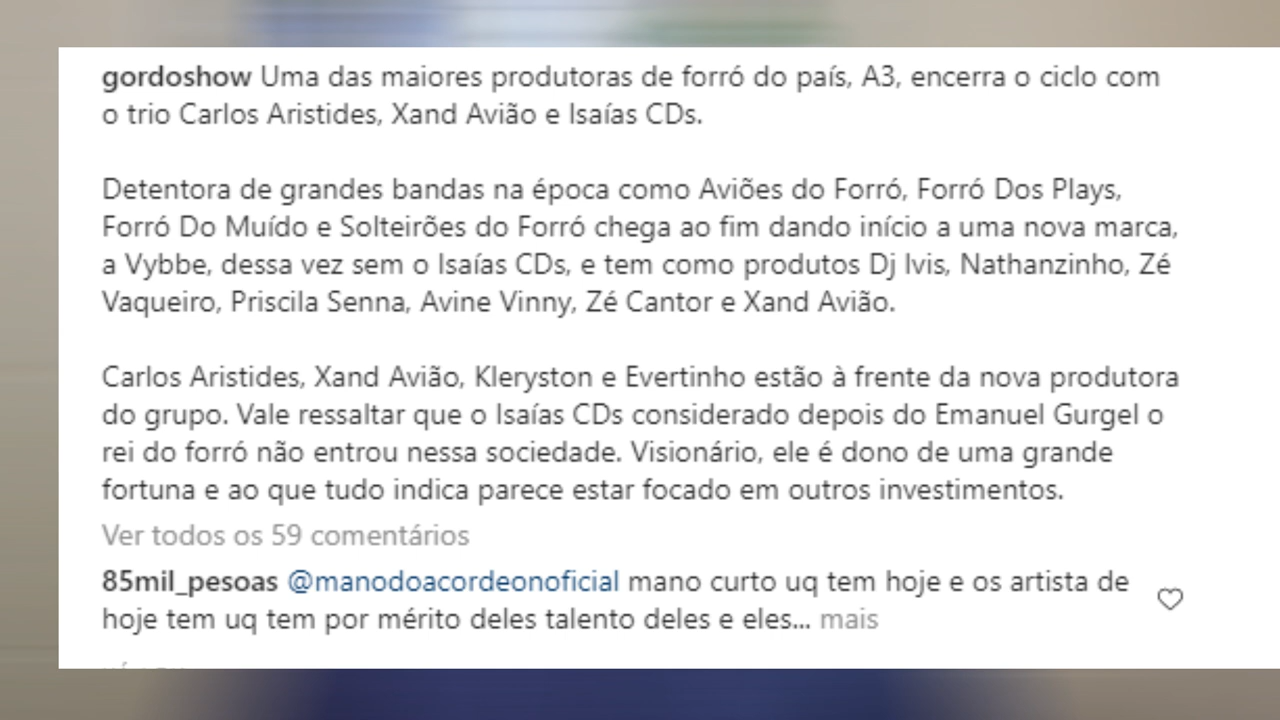 gordoshow Uma das maiores produtoras de forró do país, A3, encerra o ciclo com
o trio Carlos Aristides, Xand Avião e Isaías CDs.
Detentora de grandes bandas na época como Aviões do Forró, Forró Dos Plays,
Forró Do Muído e Solteirões do Forró chega ao fim dando início a uma nova marca,
a Vybbe, dessa vez sem o Isaías CDs, e tem como produtos Dj Ivis, Nathanzinho, Zé
Vaqueiro, Priscila Senna, Avine Vinny, Zé Cantor e Xand Avião.
Carlos Aristides, Xand Avião, Kleryston e Evertinho estão à frente da nova produtora
do grupo. Vale ressaltar que o Isaías CDs considerado depois do Emanuel Gurgel o
rei do forró não entrou nessa sociedade. Visionário, ele é dono de uma grande
fortuna e ao que tudo indica parece estar focado em outros investimentos.
Ver todos os 59 comentários
85mil_pesoas @manodoacordeonoficial mano curto uq tem hoje e os artista de
hoje tem uq tem por mérito deles talento deles e eles... mais